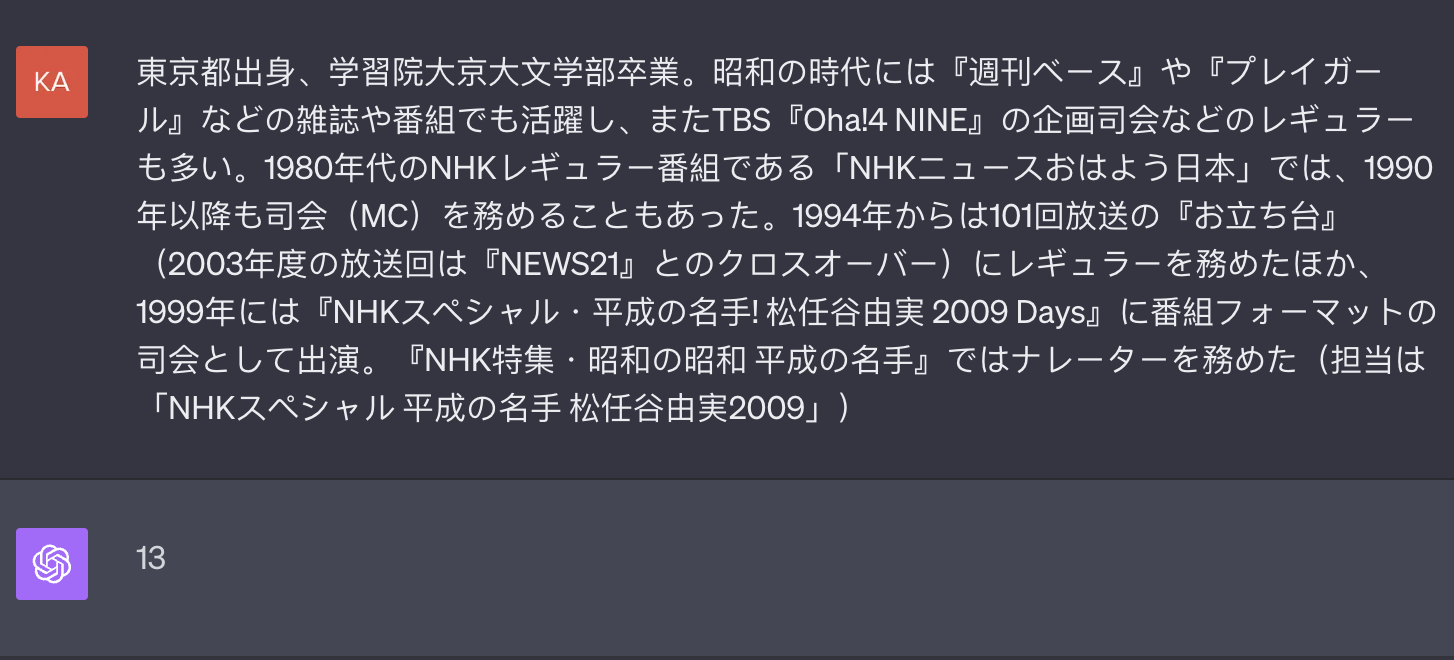 KA
東京都出身、学習院大京大文学部卒業。昭和の時代には『週刊ベース』や『プレイガー
ル』などの雑誌や番組でも活躍し、またTBS『Oha!4 NINE』の企画司会などのレギュラー
も多い。1980年代のNHKレギュラー番組である「NHKニュースおはよう日本」では、1990
年以降も司会（MC）を務めることもあった。1994年からは101回放送の『お立ち台』
（2003年度の放送回は『NEWS21』とのクロスオーバー）にレギュラーを務めたほか、
1999年には『NHKスペシャル・平成の名手! 松任谷由実 2009 Days』に番組フォーマットの
司会として出演。『NHK特集・昭和の昭和 平成の名手』ではナレーターを務めた（担当は
「NHKスペシャル 平成の名手 松任谷由実2009」）
13